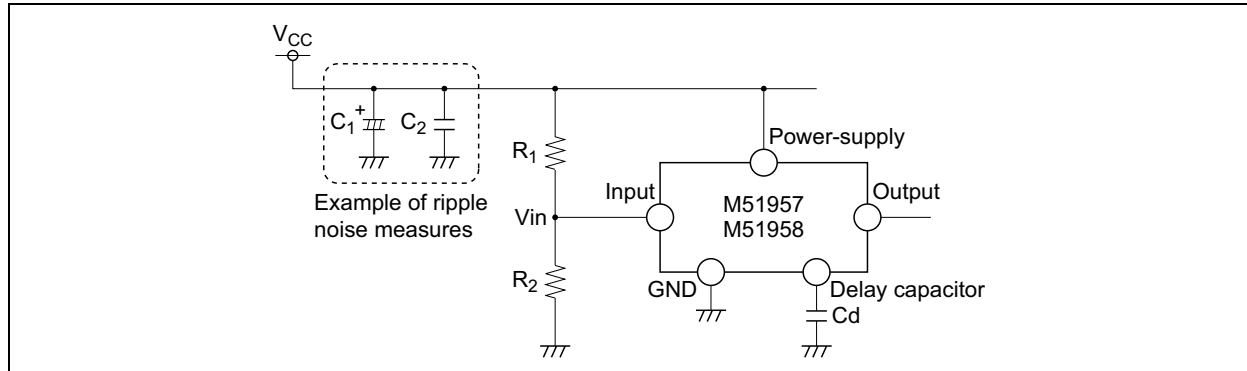 VCC
C1
+
C2
R1
Power-supply
Input
Output
M51957
M51958
Example of ripple
noise measures
Vin
R2
GND
Delay capacitor
Cd